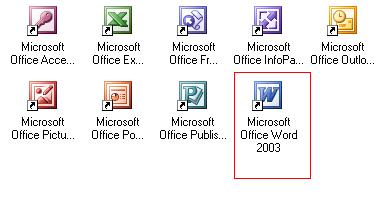 Microsoft Office Acce...
Microsoft Office Ex...
Microsoft Office Fr...
Microsoft Office InfoPa...
Microsoft Office Outlo...
Microsoft Office Pictu...
Microsoft Office Po...
Microsoft Office Publis...
Microsoft Office Word 2003